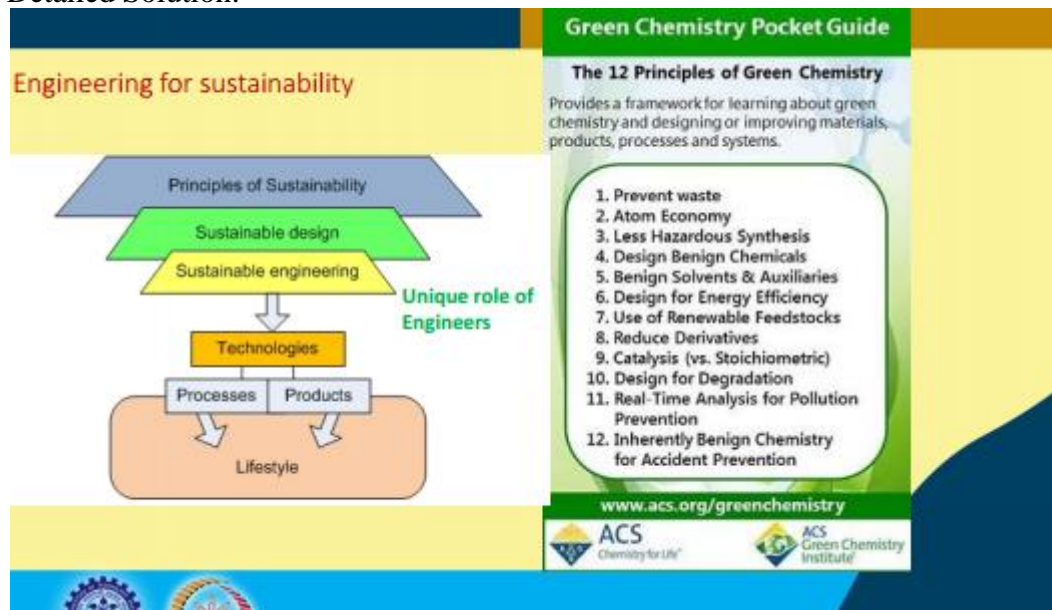 Detailed Solution:
Engineering for sustainability
Principles of Sustainability
Sustainable design
Sustainable engineering
Unique role of
Engineers
Technologies
Processes
Products
Lifestyle
Green Chemistry Pocket Guide
The 12 Principles of Green Chemistry
Provides a framework for learning about green
chemistry and designing or improving materials,
products, processes and systems.
1. Prevent waste
2. Atom Economy
3. Less Hazardous Synthesis
4. Design Benign Chemicals
5. Benign Solvents & Auxiliaries
6. Design for Energy Efficiency
7. Use of Renewable Feedstocks
8. Reduce Derivatives
9. Catalysis (vs. Stoichiometric)
10. Design for Degradation
11. Real-Time Analysis for Pollution
Prevention
12. Inherently Benign Chemistry
for Accident Prevention
www.acs.org/greenchemistry
ACS
Chemistry for Life®
ACS
Green Chemistry
Institute®